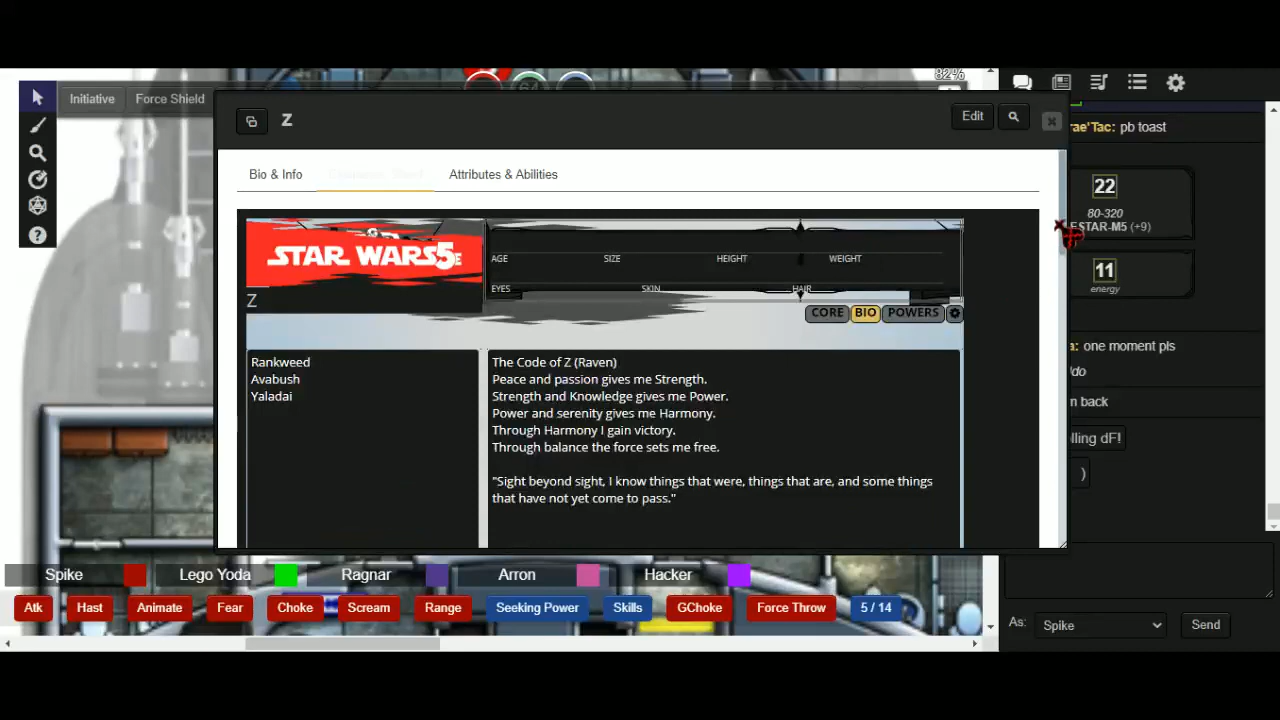 82%
Initiative
Force Shield
Z
Edit
Bio & Info
Attributes & Abilities
STAR WARS 5E
AGE
SIZE
HEIGHT
WEIGHT
EYES
SKIN
HAIR
Z
CORE
BIO
POWERS
Rankweed
Avabush
Yaladai
The Code of Z (Raven)
Peace and passion gives me Strength.
Strength and Knowledge gives me Power.
Power and serenity gives me Harmony.
Through Harmony I gain victory.
Through balance the force sets me free.
"Sight beyond sight, I know things that were, things that are, and some things
that have not yet come to pass."
rae'Tac: pb toast
22
80-320
ESTAR-M5 (+9)
11
energy
a: one moment pls
do
n back
lling dF!
)
Spike
Lego Yoda
Ragnar
Arron
Hacker
Atk
Hast
Animate
Fear
Choke
Scream
Range
Seeking Power
Skills
GChoke
Force Throw
5 / 14
As:
Spike
Send